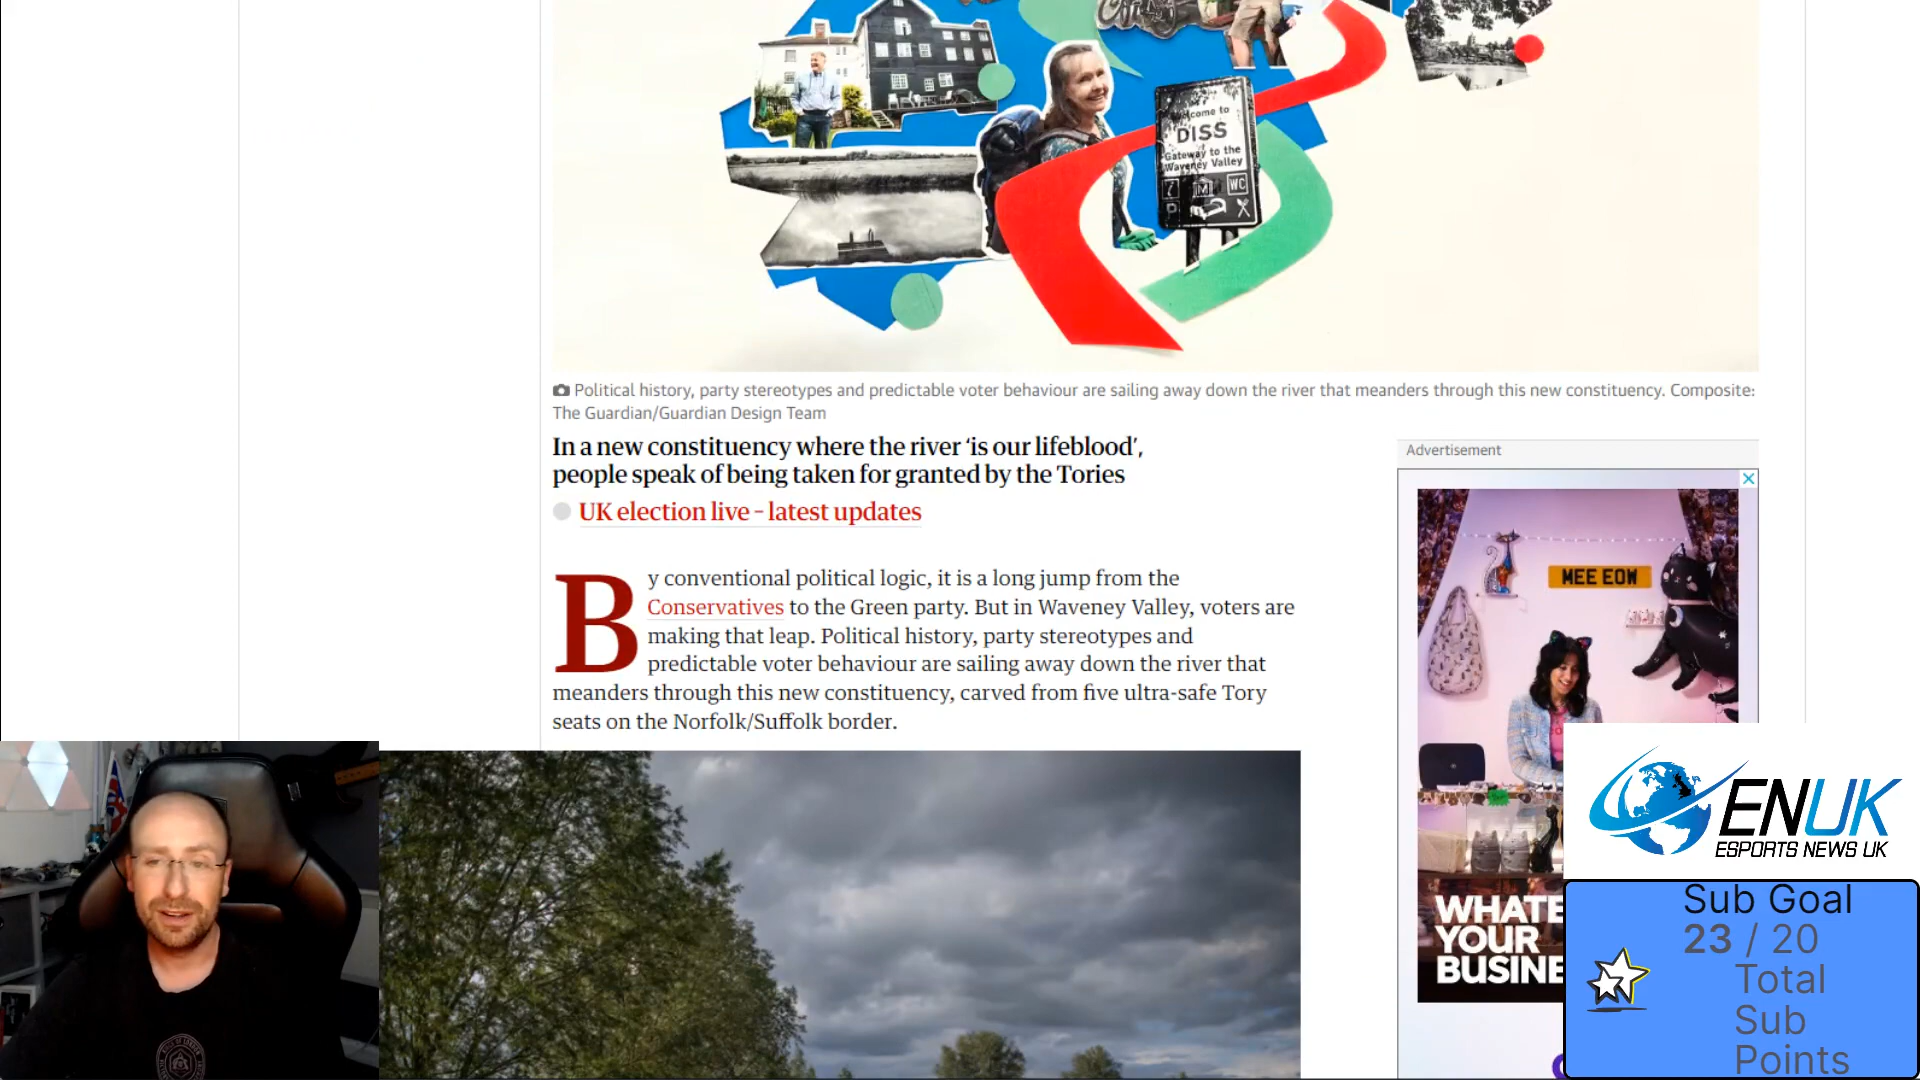 Welcome to
DISS
Gateway to the
Waveney Valley
M
WC
P
Political history, party stereotypes and predictable voter behaviour are sailing away down the river that meanders through this new constituency. Composite:
The Guardian/Guardian Design Team
In a new constituency where the river ‘is our lifeblood’,
people speak of being taken for granted by the Tories
UK election live – latest updates
By conventional political logic, it is a long jump from the
Conservatives to the Green party. But in Waveney Valley, voters are
making that leap. Political history, party stereotypes and
predictable voter behaviour are sailing away down the river that
meanders through this new constituency, carved from five ultra-safe Tory
seats on the Norfolk/Suffolk border.
Advertisement
MEE EOW
WHATE
YOUR
BUSINE
ENUK
ESPORTS NEWS UK
Sub Goal
23 / 20
Total
Sub
Points